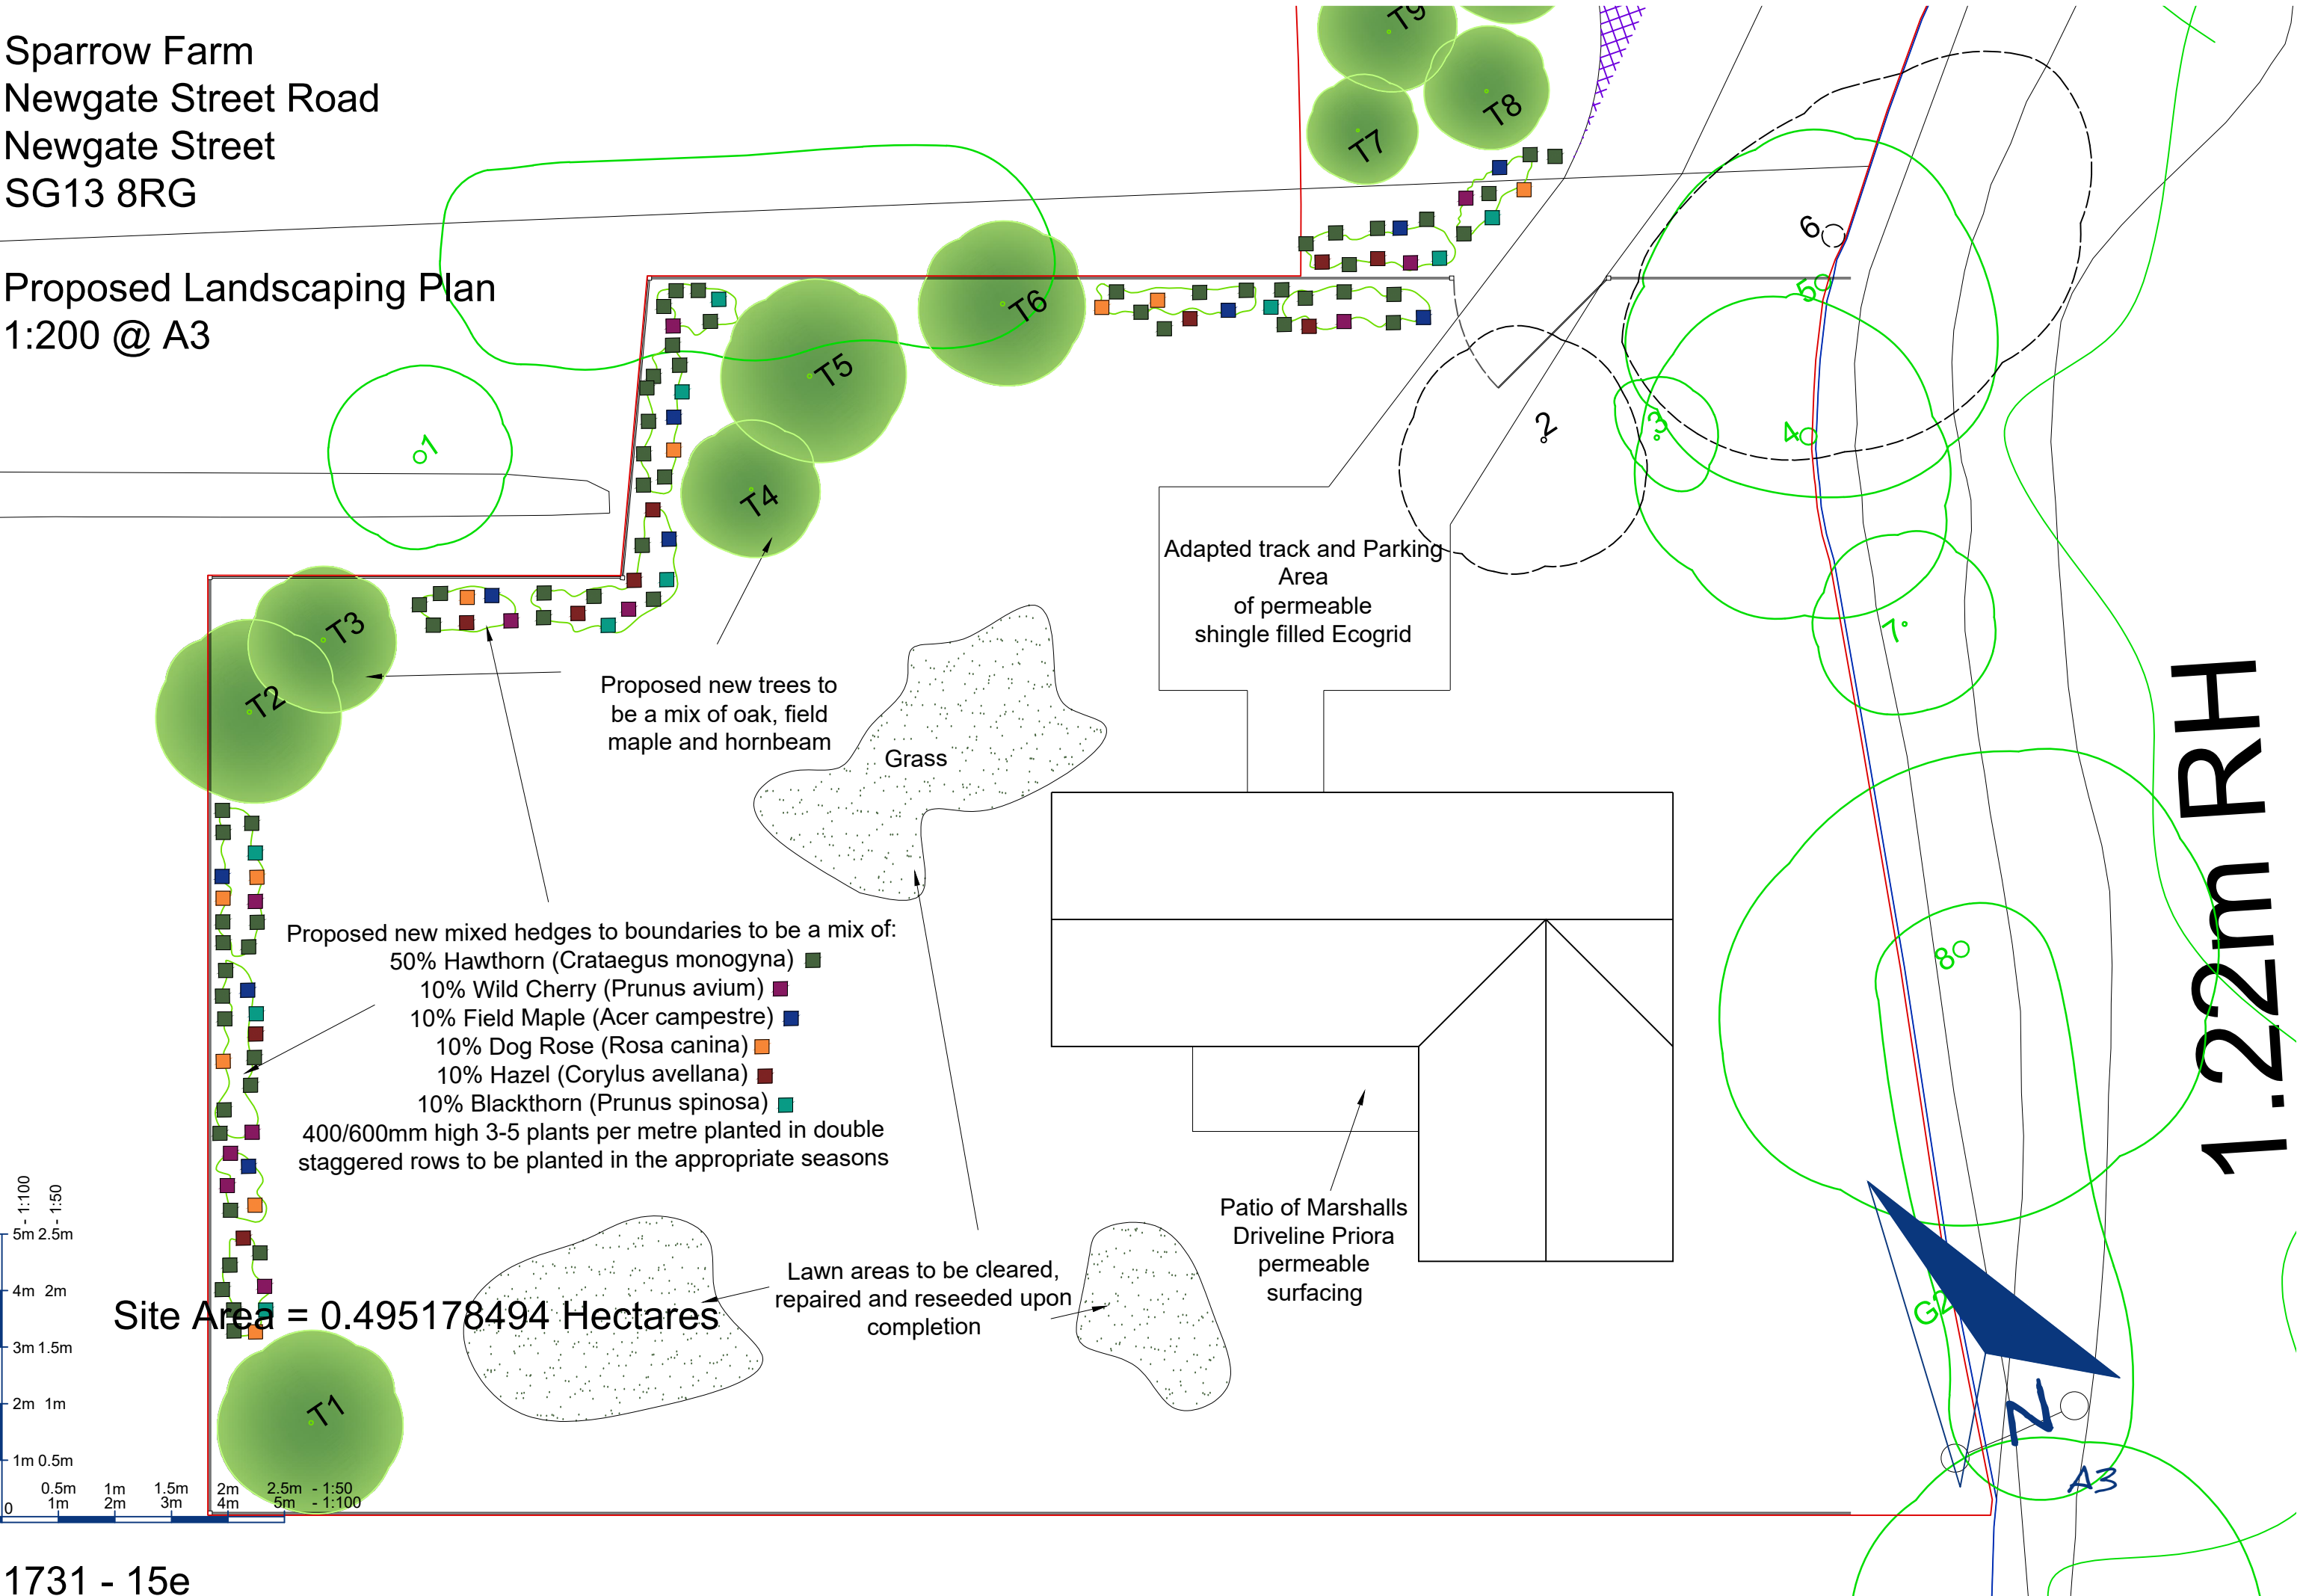 Sparrow Farm
Newgate Street Road
Newgate Street
SG13 8RG
Proposed Landscaping Plan
1:200 @ A3
T9
T8
T7
T6
T5
T4
T3
T2
T1
1
2
3
4
5
6
7
8
G2
Adapted track and Parking
Area
of permeable
shingle filled Ecogrid
Proposed new trees to
be a mix of oak, field
maple and hornbeam
Grass
Proposed new mixed hedges to boundaries to be a mix of:
50% Hawthorn (Crataegus monogyna)
10% Wild Cherry (Prunus avium)
10% Field Maple (Acer campestre)
10% Dog Rose (Rosa canina)
10% Hazel (Corylus avellana)
10% Blackthorn (Prunus spinosa)
400/600mm high 3-5 plants per metre planted in double
staggered rows to be planted in the appropriate seasons
Patio of Marshalls
Driveline Priora
permeable
surfacing
Lawn areas to be cleared,
repaired and reseeded upon
completion
Site Area = 0.495178494 Hectares
1.22m RH
N
A3
- 1:100
- 1:50
5m 2.5m
4m 2m
3m 1.5m
2m 1m
1m 0.5m
0
0.5m 1m 1.5m 2m 2.5m - 1:50
1m 2m 3m 4m 5m - 1:100
1731 - 15e